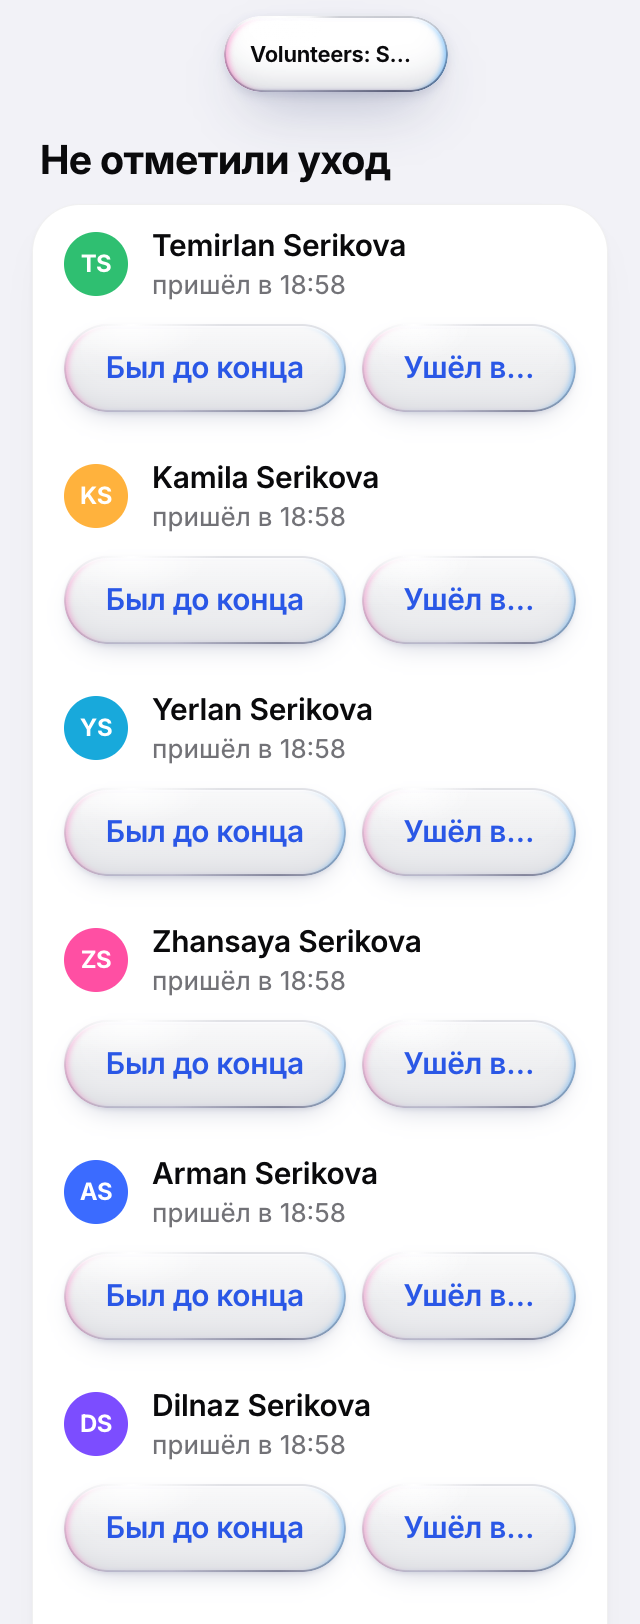 Volunteers: S...
Не отметили уход
TS
Temirlan Serikova
пришёл в 18:58
Был до конца
Ушёл в...
KS
Kamila Serikova
пришёл в 18:58
Был до конца
Ушёл в...
YS
Yerlan Serikova
пришёл в 18:58
Был до конца
Ушёл в...
ZS
Zhansaya Serikova
пришёл в 18:58
Был до конца
Ушёл в...
AS
Arman Serikova
пришёл в 18:58
Был до конца
Ушёл в...
DS
Dilnaz Serikova
пришёл в 18:58
Был до конца
Ушёл в...